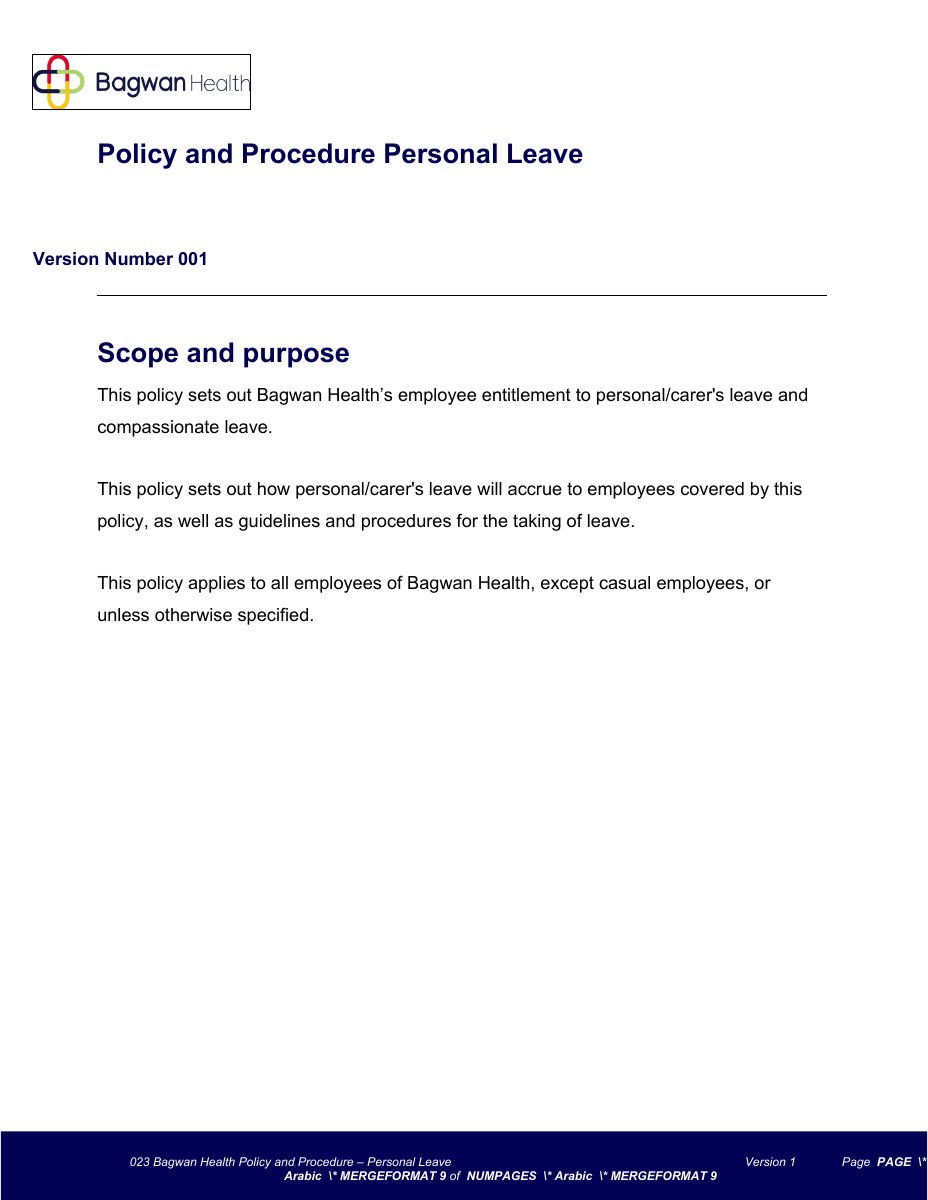 Bagwan Health
Policy and Procedure Personal Leave
Version Number 001
Scope and purpose
This policy sets out Bagwan Health’s employee entitlement to personal/carer's leave and
compassionate leave.
This policy sets out how personal/carer's leave will accrue to employees covered by this
policy, as well as guidelines and procedures for the taking of leave.
This policy applies to all employees of Bagwan Health, except casual employees, or
unless otherwise specified.
023 Bagwan Health Policy and Procedure – Personal Leave Version 1 Page PAGE \*
Arabic \* MERGEFORMAT 9 of NUMPAGES \* Arabic \* MERGEFORMAT 9